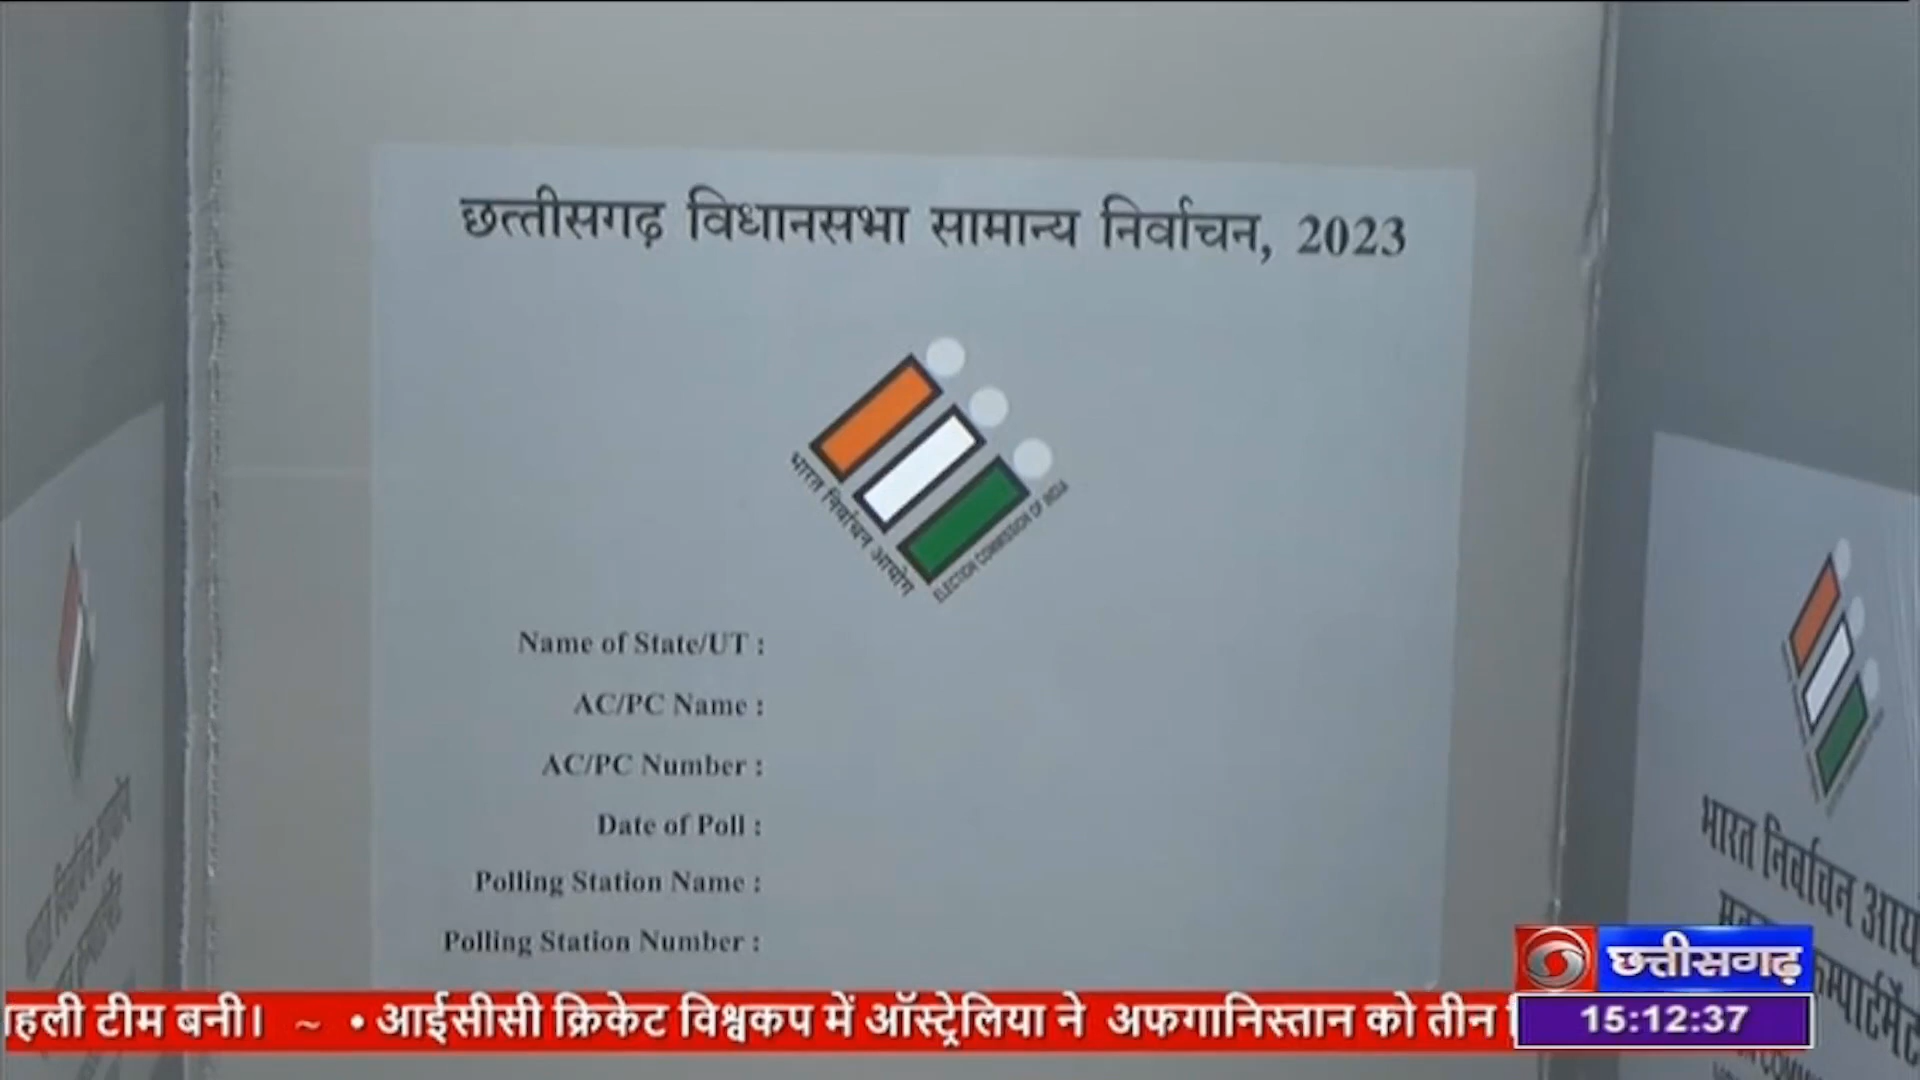 छत्तीसगढ़ विधानसभा सामान्य निर्वाचन, 2023
भारत निर्वाचन आयोग
ELECTION COMMISSION OF INDIA
Name of State/UT :
AC/PC Name :
AC/PC Number :
Date of Poll :
Polling Station Name :
Polling Station Number :
भारत निर्वाचन
छत्तीसगढ़
टीम बनी। ~ • आईसीसी क्रिकेट विश्वकप में ऑस्ट्रेलिया ने अफगानिस्तान को तीन
15:12:37